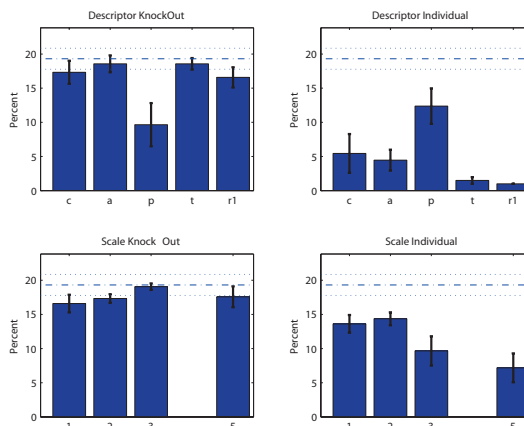 Descriptor KnockOut
Percent
20
15
10
5
0
c a p t r1
Descriptor Individual
Percent
20
15
10
5
0
c a p t r1
Scale Knock Out
Percent
20
15
10
5
0
1 2 3 5
Scale Individual
Percent
20
15
10
5
0
1 2 3 5